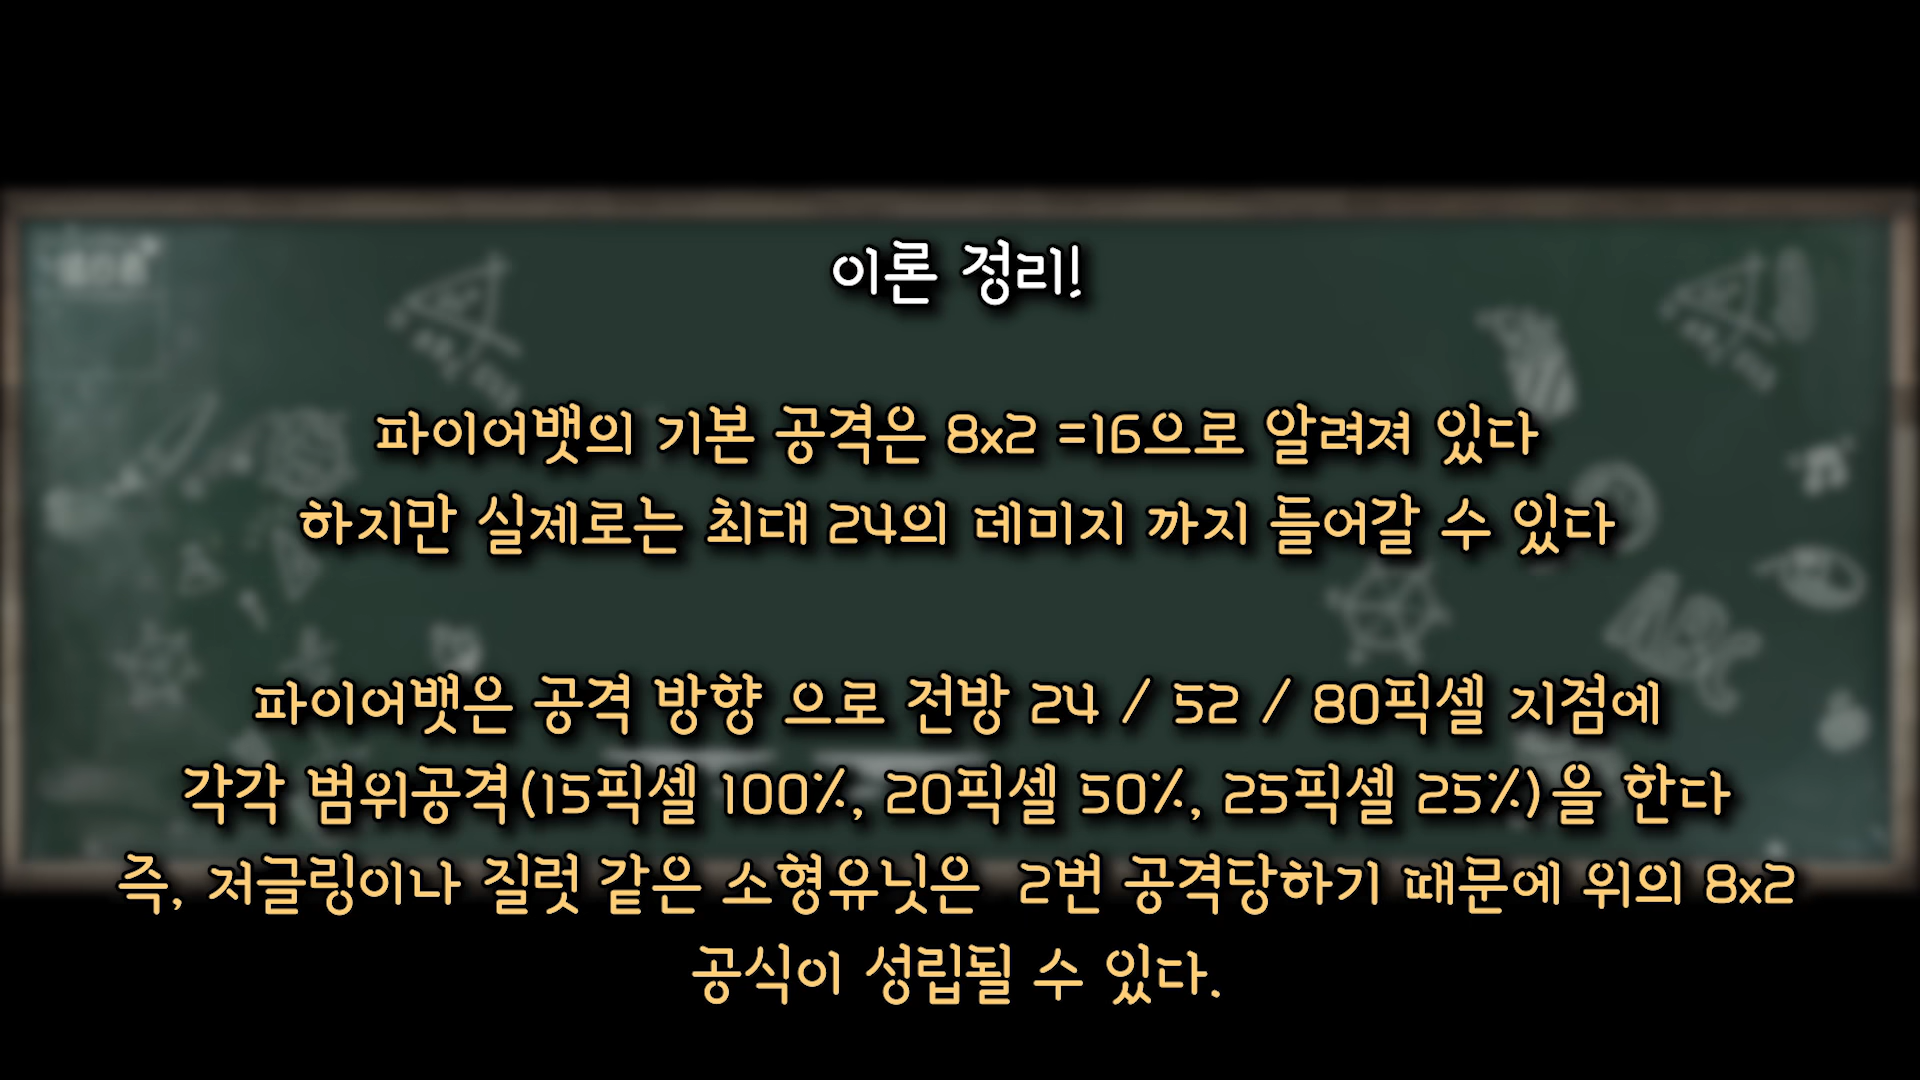 이론 정리!
파이어뱃의 기본 공격은 8x2 =16으로 알려져 있다
하지만 실제로는 최대 24의 데미지 까지 들어갈 수 있다
파이어뱃은 공격 방향 으로 전방 24 / 52 / 80픽셀 지점에
각각 범위공격(15픽셀 100%, 20픽셀 50%, 25픽셀 25%)을 한다
즉, 저글링이나 질럿 같은 소형유닛은 2번 공격당하기 때문에 위의 8x2
공식이 성립될 수 있다.